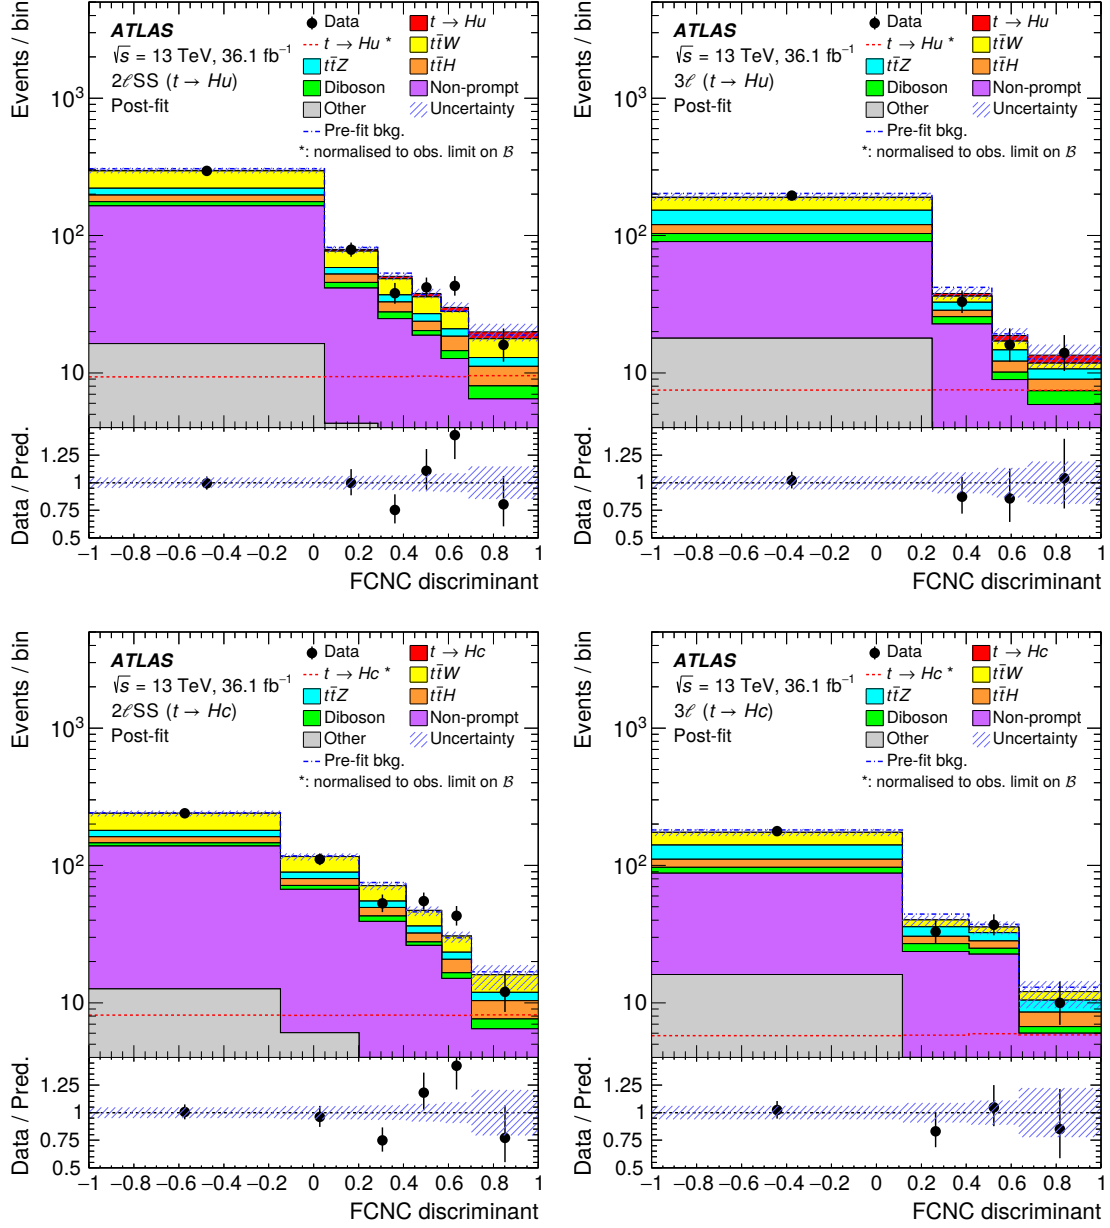 Events / bin
ATLAS
√s = 13 TeV, 36.1 fb⁻¹
2ℓSS (t → Hu)
Post-fit
Data
t → Hu
t → Hu *
tt̄W
tt̄Z
tt̄H
Diboson
Non-prompt
Other
Uncertainty
Pre-fit bkg.
*: normalised to obs. limit on ℬ
10³
10²
10
Data / Pred.
1.25
1
0.75
0.5
−1 −0.8 −0.6 −0.4 −0.2 0 0.2 0.4 0.6 0.8 1
FCNC discriminant
Events / bin
ATLAS
√s = 13 TeV, 36.1 fb⁻¹
3ℓ (t → Hu)
Post-fit
Data
t → Hu
t → Hu *
tt̄W
tt̄Z
tt̄H
Diboson
Non-prompt
Other
Uncertainty
Pre-fit bkg.
*: normalised to obs. limit on ℬ
10³
10²
10
Data / Pred.
1.25
1
0.75
0.5
−1 −0.8 −0.6 −0.4 −0.2 0 0.2 0.4 0.6 0.8 1
FCNC discriminant
Events / bin
ATLAS
√s = 13 TeV, 36.1 fb⁻¹
2ℓSS (t → Hc)
Post-fit
Data
t → Hc
t → Hc *
tt̄W
tt̄Z
tt̄H
Diboson
Non-prompt
Other
Uncertainty
Pre-fit bkg.
*: normalised to obs. limit on ℬ
10³
10²
10
Data / Pred.
1.25
1
0.75
0.5
−1 −0.8 −0.6 −0.4 −0.2 0 0.2 0.4 0.6 0.8 1
FCNC discriminant
Events / bin
ATLAS
√s = 13 TeV, 36.1 fb⁻¹
3ℓ (t → Hc)
Post-fit
Data
t → Hc
t → Hc *
tt̄W
tt̄Z
tt̄H
Diboson
Non-prompt
Other
Uncertainty
Pre-fit bkg.
*: normalised to obs. limit on ℬ
10³
10²
10
Data / Pred.
1.25
1
0.75
0.5
−1 −0.8 −0.6 −0.4 −0.2 0 0.2 0.4 0.6 0.8 1
FCNC discriminant